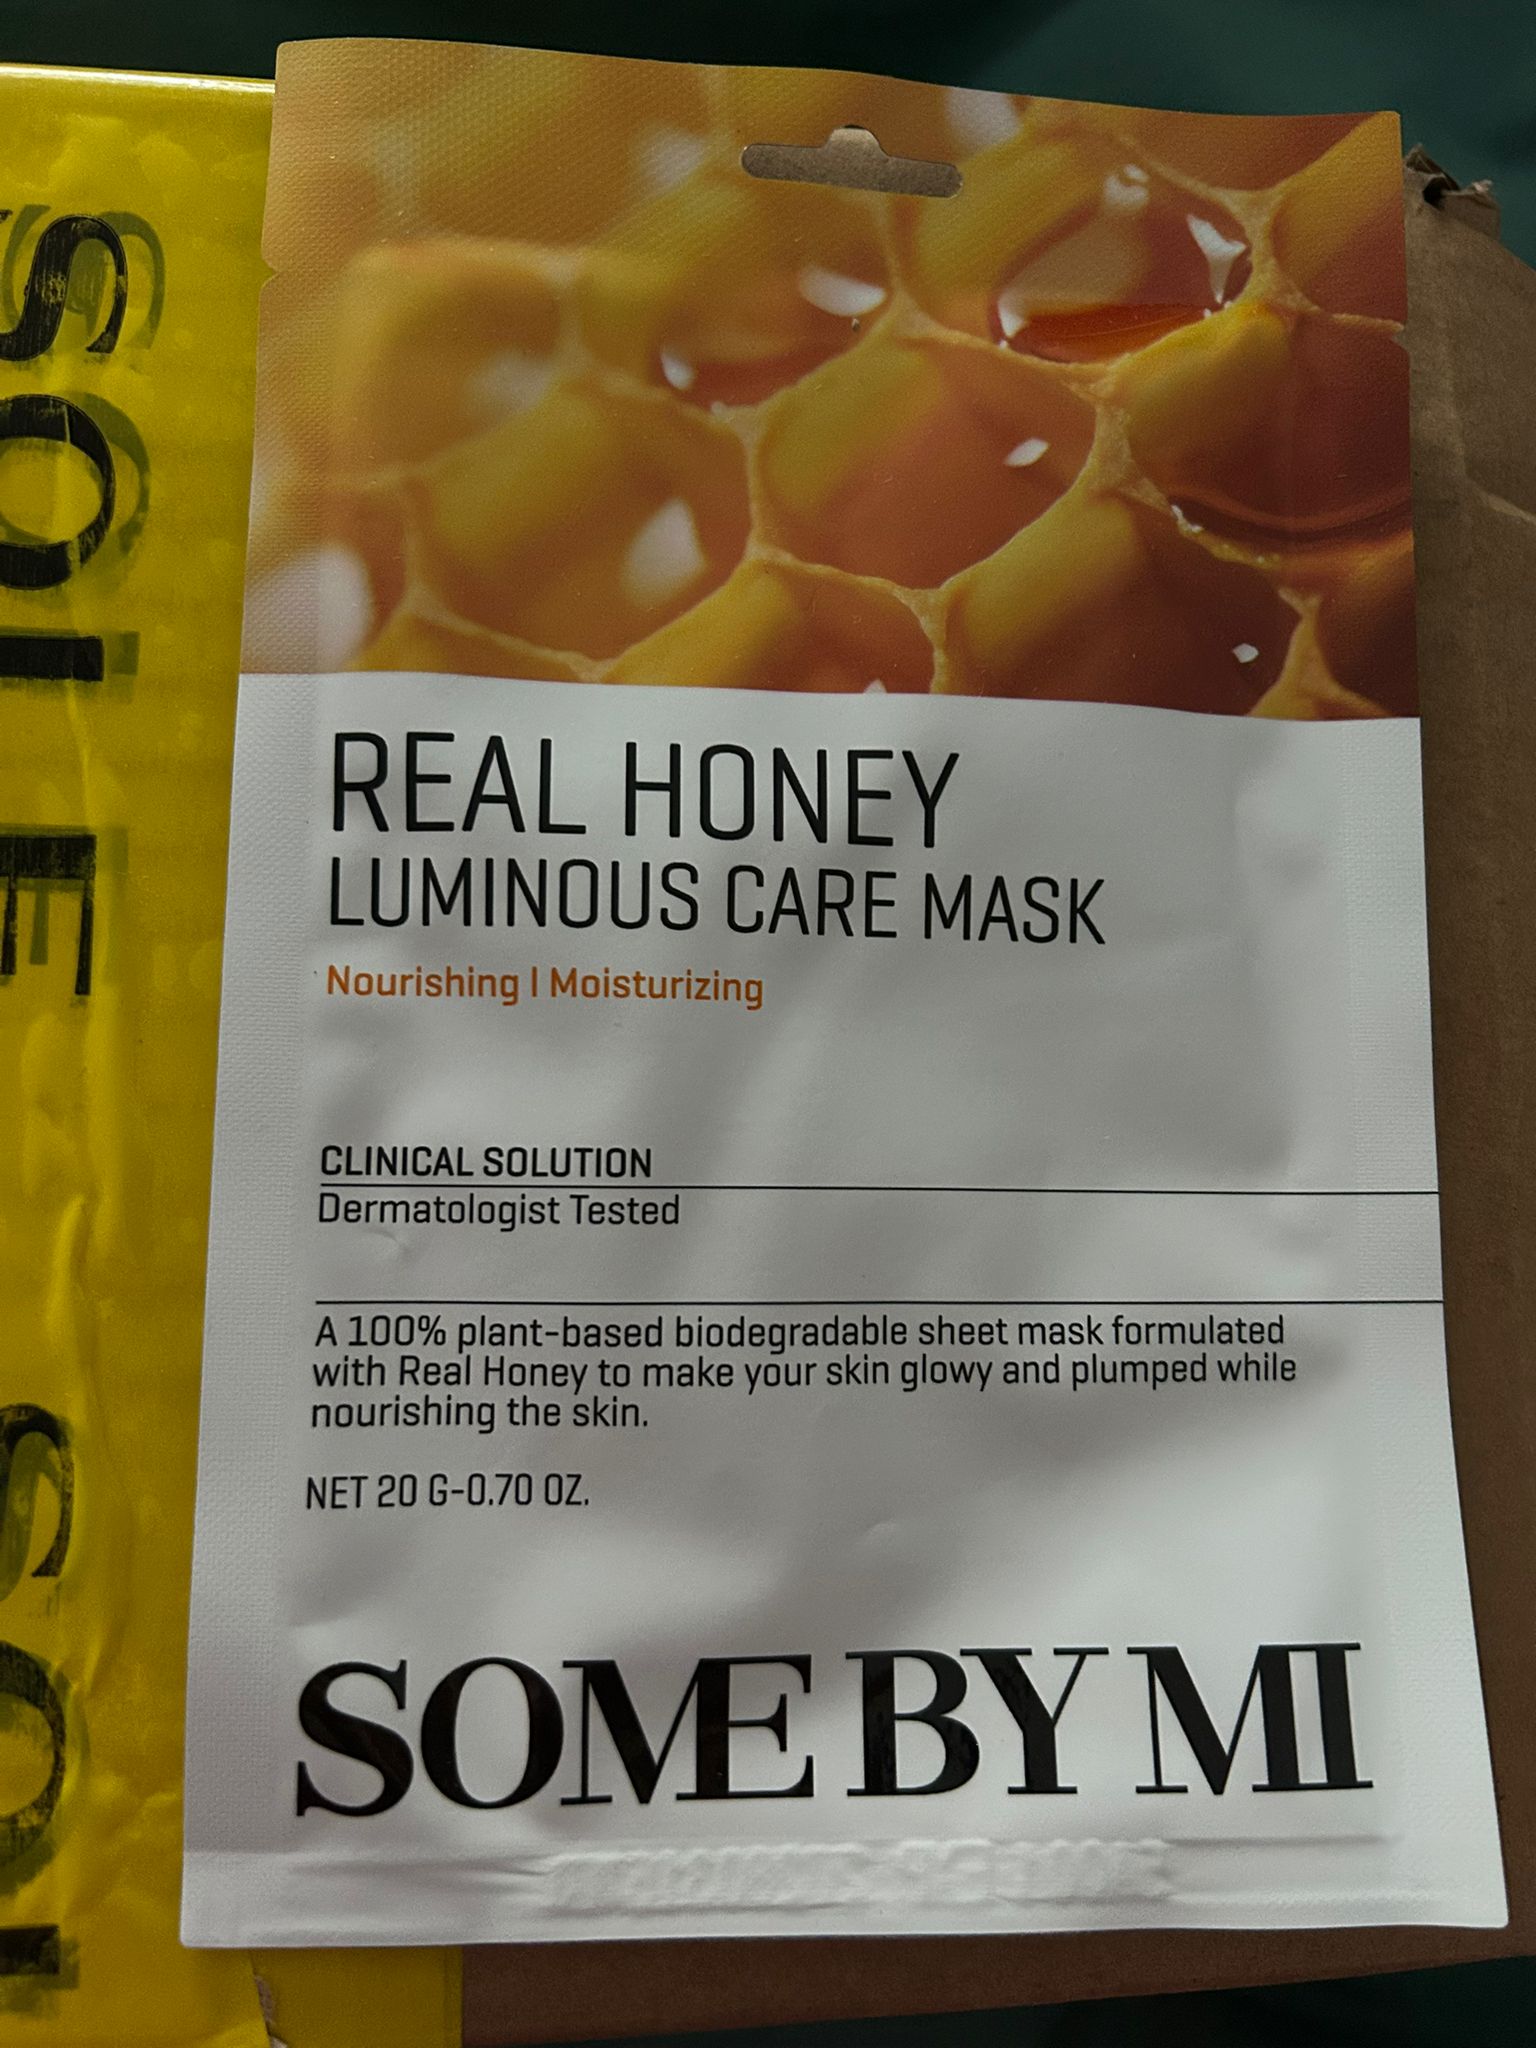 REAL HONEY
LUMINOUS CARE MASK
Nourishing | Moisturizing
CLINICAL SOLUTION
Dermatologist Tested
A 100% plant-based biodegradable sheet mask formulated
with Real Honey to make your skin glowy and plumped while
nourishing the skin.
NET 20 G-0.70 OZ.
SOME BY MI